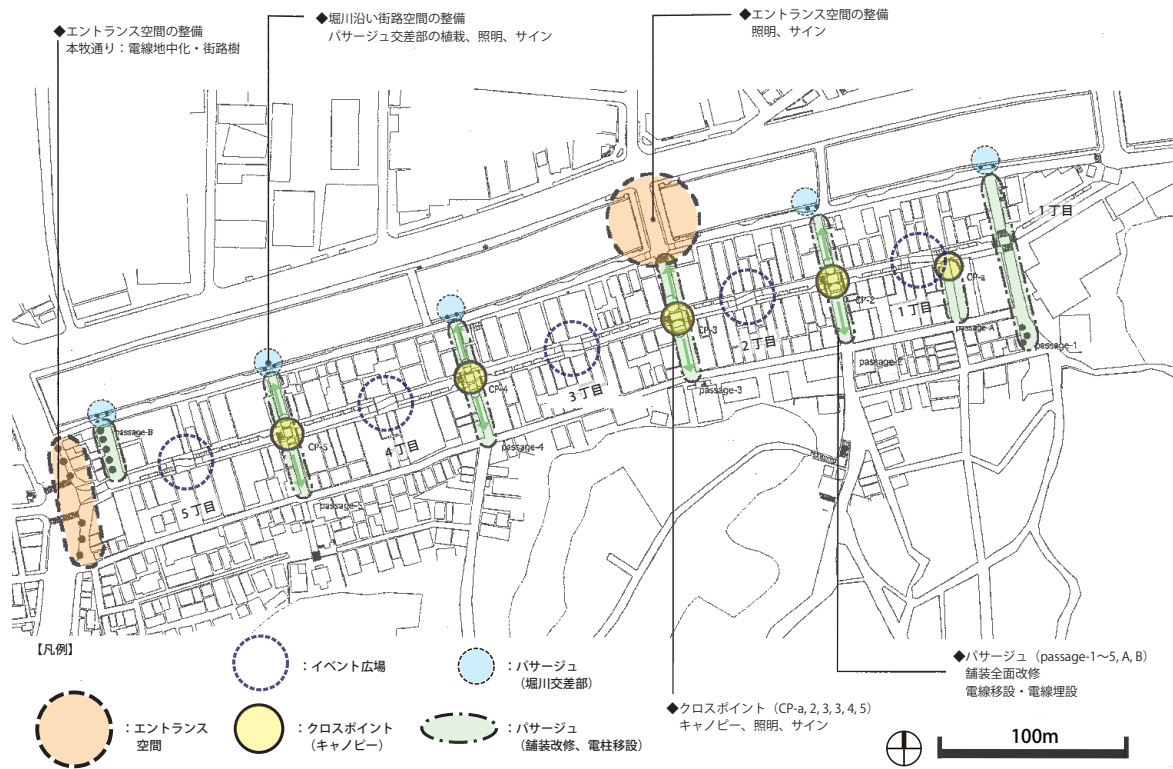 ◆エントランス空間の整備
本牧通り：電線地中化・街路樹
◆堀川沿い街路空間の整備
パサージュ交差部の植栽、照明、サイン
◆エントランス空間の整備
照明、サイン
1丁目
CP-a
1丁目
passage-A
passage-1
CP-2
passage-2
2丁目
CP-3
passage-3
3丁目
CP-4
passage-4
4丁目
CP-5
passage-5
5丁目
passage-B
【凡例】
：イベント広場
：パサージュ
（堀川交差部）
：エントランス
空間
：クロスポイント
（キャノピー）
：パサージュ
（舗装改修、電柱移設）
◆クロスポイント（CP-a, 2, 3, 3, 4, 5）
キャノピー、照明、サイン
◆パサージュ（passage-1～5, A, B）
舗装全面改修
電線移設・電線埋設
100m